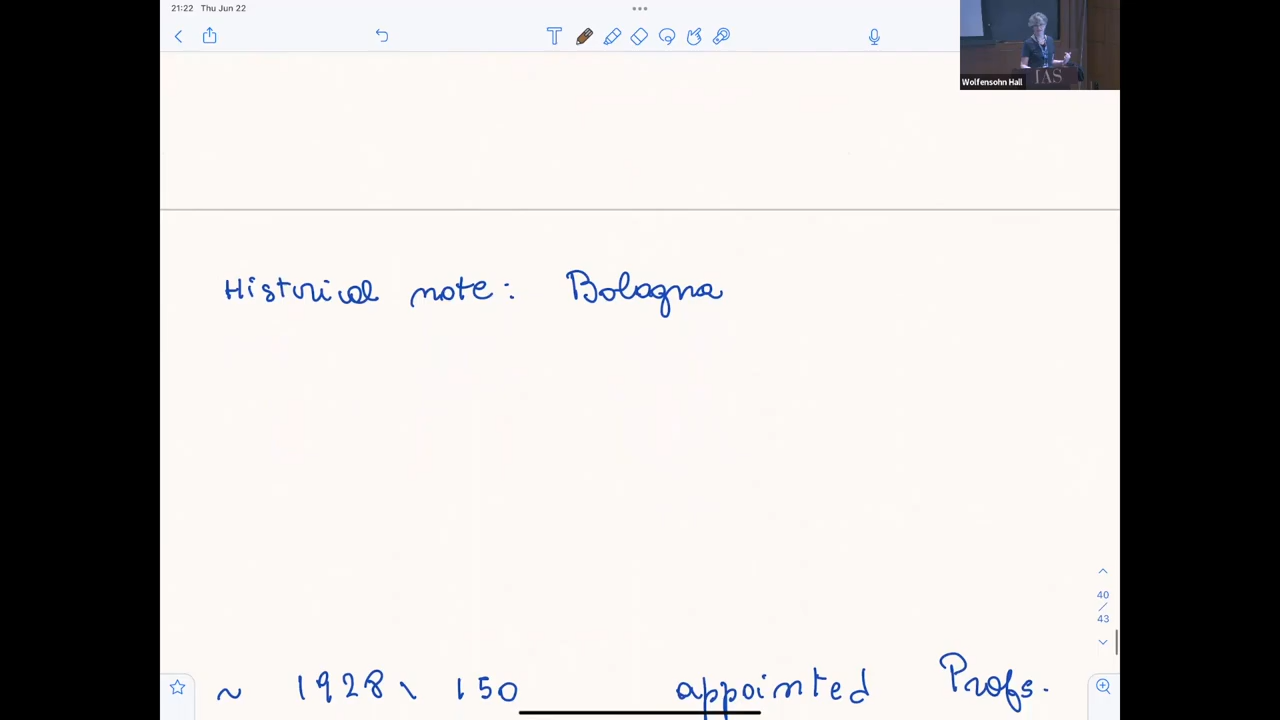 21:22 Thu Jun 22
IAS
Wolfensohn Hall
Historical note: Bologna
40
/
43
~ 1928, 150 appointed Profs.